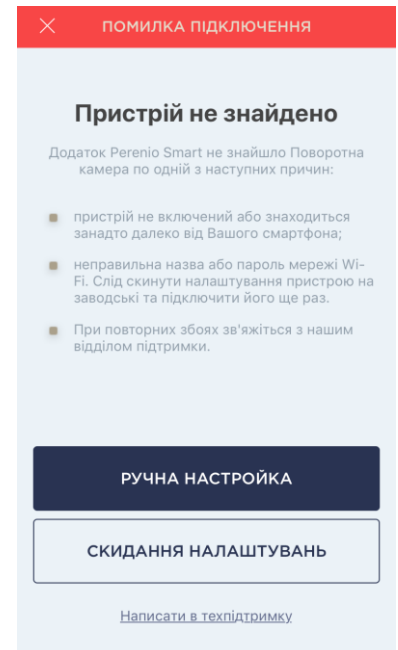 ПОМИЛКА ПІДКЛЮЧЕННЯ
Пристрій не знайдено
Додаток Perenio Smart не знайшло Поворотна
камера по одній з наступних причин:
пристрій не включений або знаходиться
занадто далеко від Вашого смартфона;
неправильна назва або пароль мережі Wi-
Fi. Слід скинути налаштування пристрою на
заводські та підключити його ще раз.
При повторних збоях зв'яжіться з нашим
відділом підтримки.
РУЧНА НАСТРОЙКА
СКИДАННЯ НАЛАШТУВАНЬ
Написати в техпідтримку